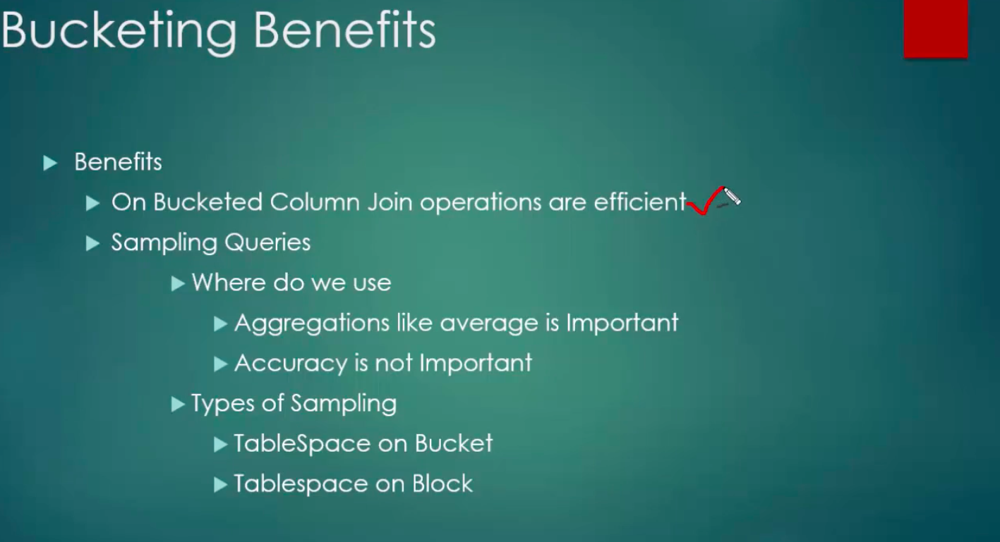 Bucketing Benefits
Benefits
On Bucketed Column Join operations are efficient
Sampling Queries
Where do we use
Aggregations like average is Important
Accuracy is not Important
Types of Sampling
TableSpace on Bucket
Tablespace on Block